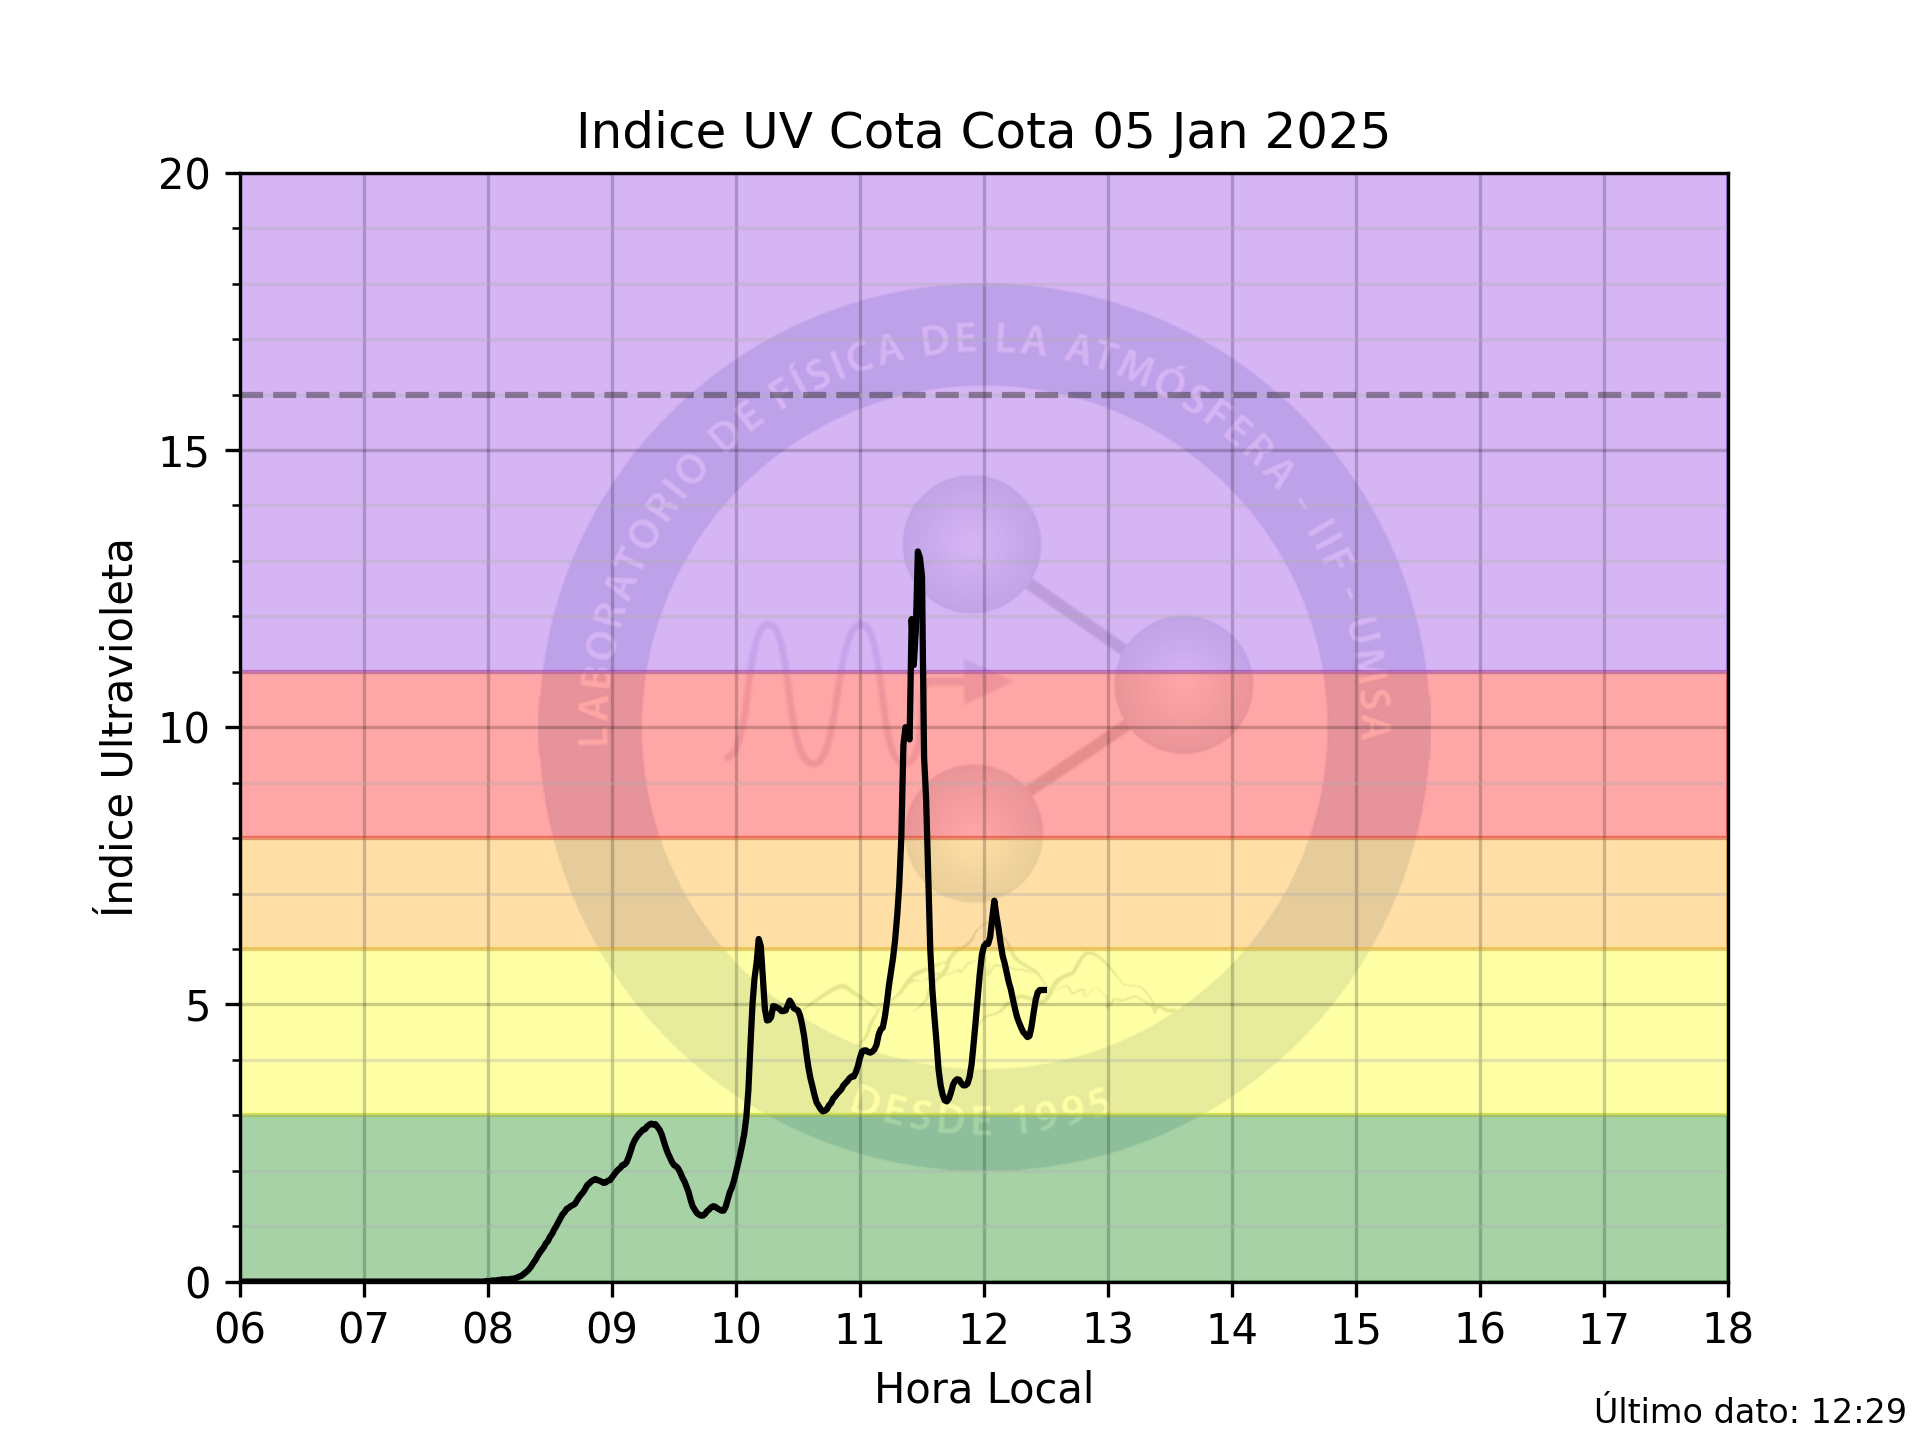 Indice UV Cota Cota 05 Jan 2025
20
15
10
5
0
Índice Ultravioleta
LABORATORIO DE FÍSICA DE LA ATMÓSFERA - IIF - UMSA
DESDE 1995
06 07 08 09 10 11 12 13 14 15 16 17 18
Hora Local
Último dato: 12:29